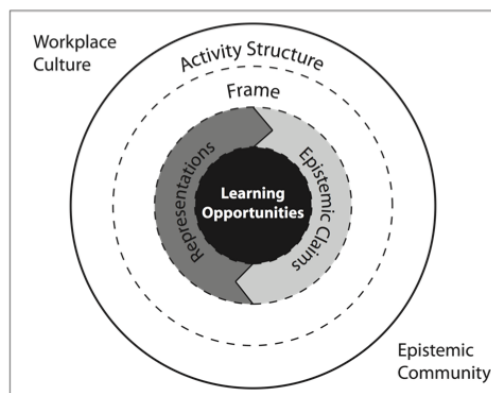 Workplace
Culture
Activity Structure
Frame
Representations
Epistemic Claims
Learning
Opportunities
Epistemic
Community